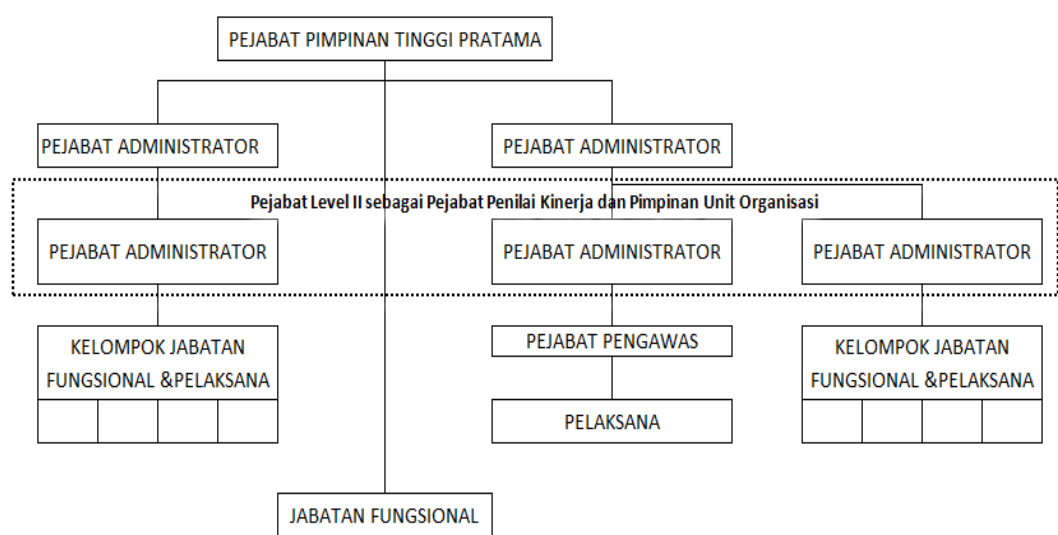 PEJABAT PIMPINAN TINGGI PRATAMA
PEJABAT ADMINISTRATOR
PEJABAT ADMINISTRATOR
Pejabat Level II sebagai Pejabat Penilai Kinerja dan Pimpinan Unit Organisasi
PEJABAT ADMINISTRATOR
PEJABAT ADMINISTRATOR
PEJABAT ADMINISTRATOR
KELOMPOK JABATAN
FUNGSIONAL &PELAKSANA
PEJABAT PENGAWAS
PELAKSANA
KELOMPOK JABATAN
FUNGSIONAL &PELAKSANA
JABATAN FUNGSIONAL